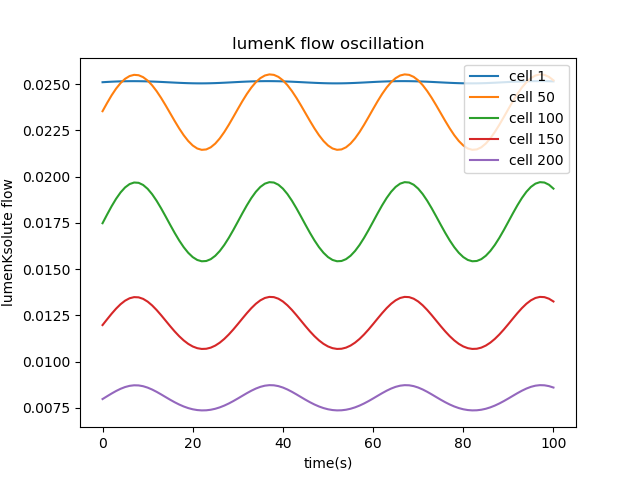 lumenK flow oscillation
lumenKsolute flow
0.0250
0.0225
0.0200
0.0175
0.0150
0.0125
0.0100
0.0075
cell 1
cell 50
cell 100
cell 150
cell 200
0 20 40 60 80 100
time(s)